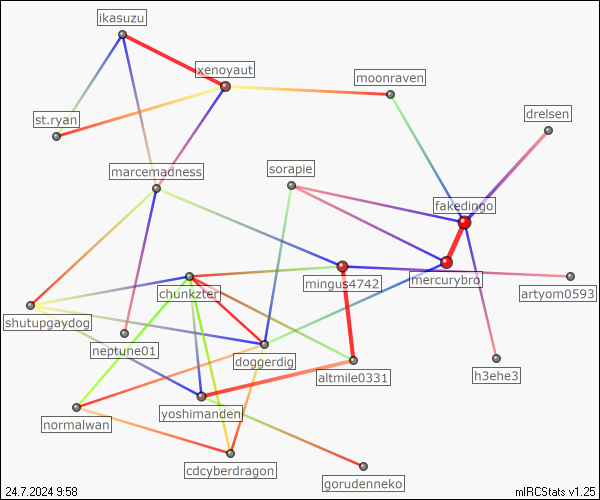 ikasuzu
xenoyaut
moonraven
st.ryan
drelsen
marcemadness
sorapie
fakedingo
mingus4742
mercurybro
artyom0593
chunkzter
shutupgaydog
neptune01
doggerdig
altmile0331
h3ehe3
yoshimanden
normalwan
cdcyberdragon
gorudenneko
24.7.2024 9:58
mIRCStats v1.25